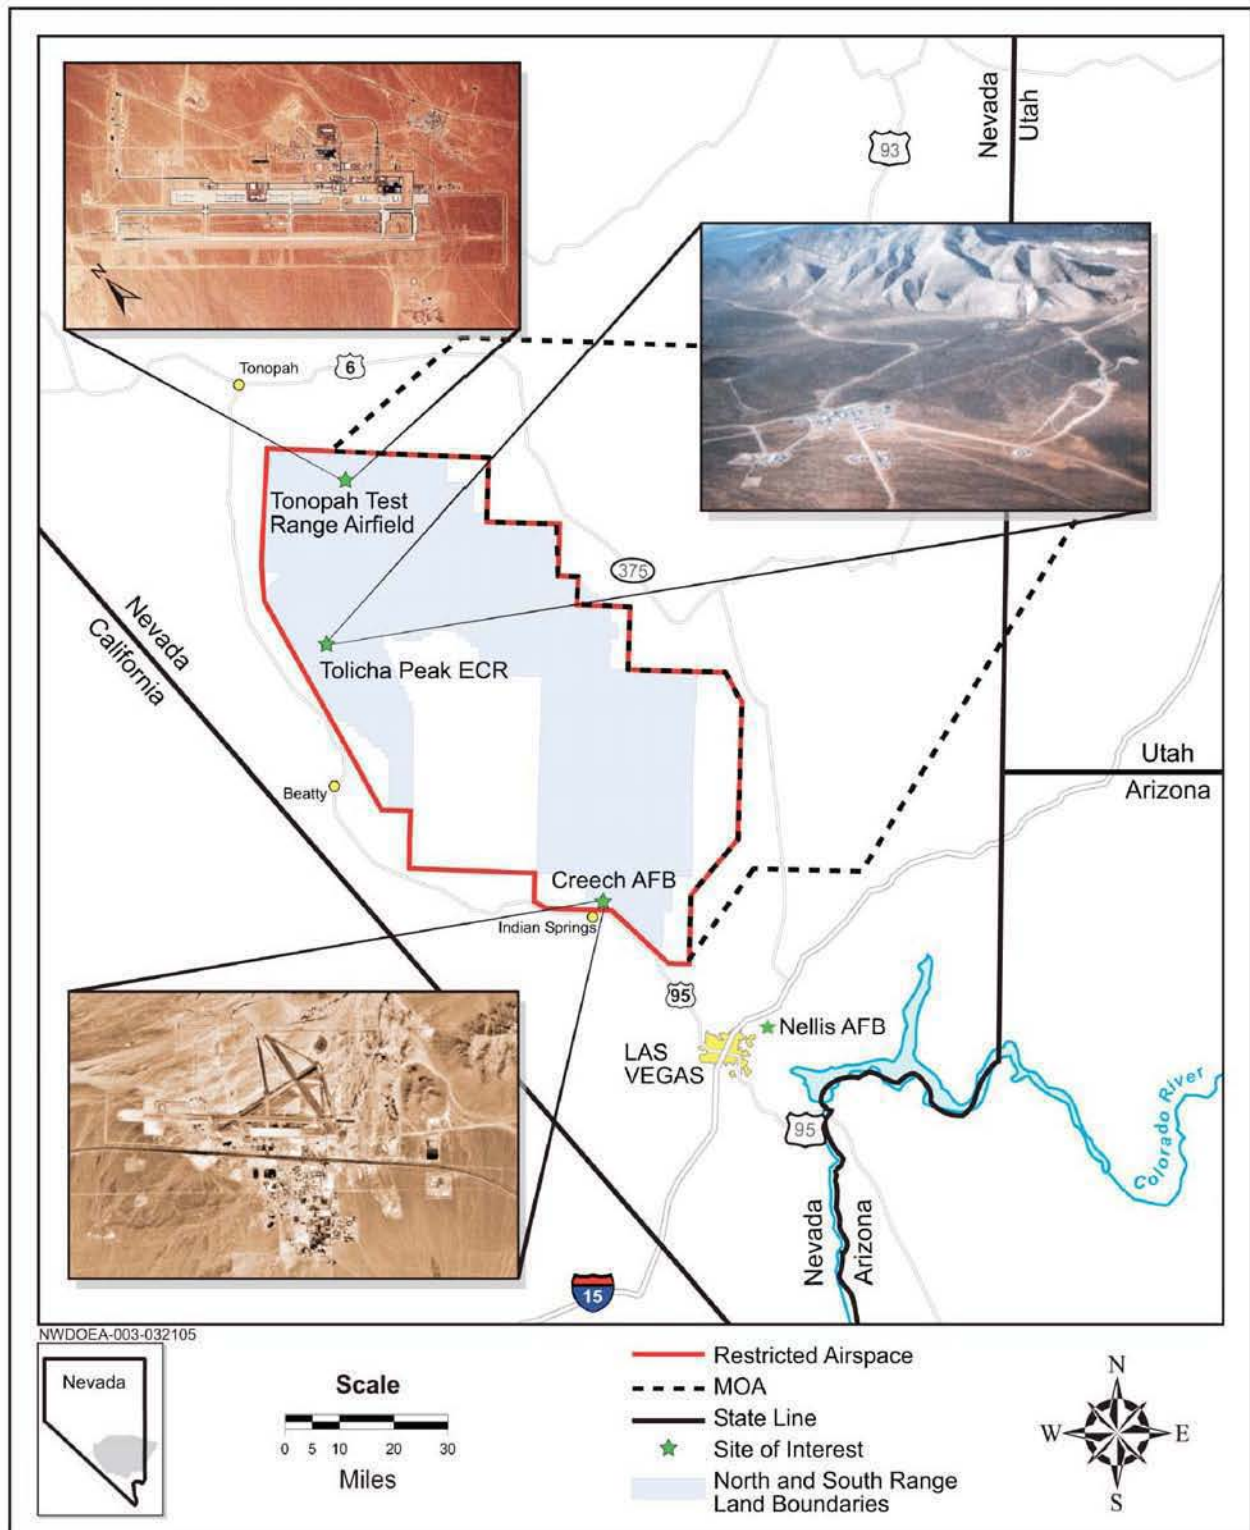 Nevada
Utah
93
N
Tonopah
6
Tonopah Test
Range Airfield
375
Nevada
California
Tolicha Peak ECR
Utah
Arizona
Beatty
Creech AFB
Indian Springs
95
Nellis AFB
LAS
VEGAS
95
Colorado River
Nevada
Arizona
15
NWDOEA-003-032105
Nevada
Scale
0 5 10 20 30
Miles
Restricted Airspace
MOA
State Line
Site of Interest
North and South Range
Land Boundaries
N
W E
S